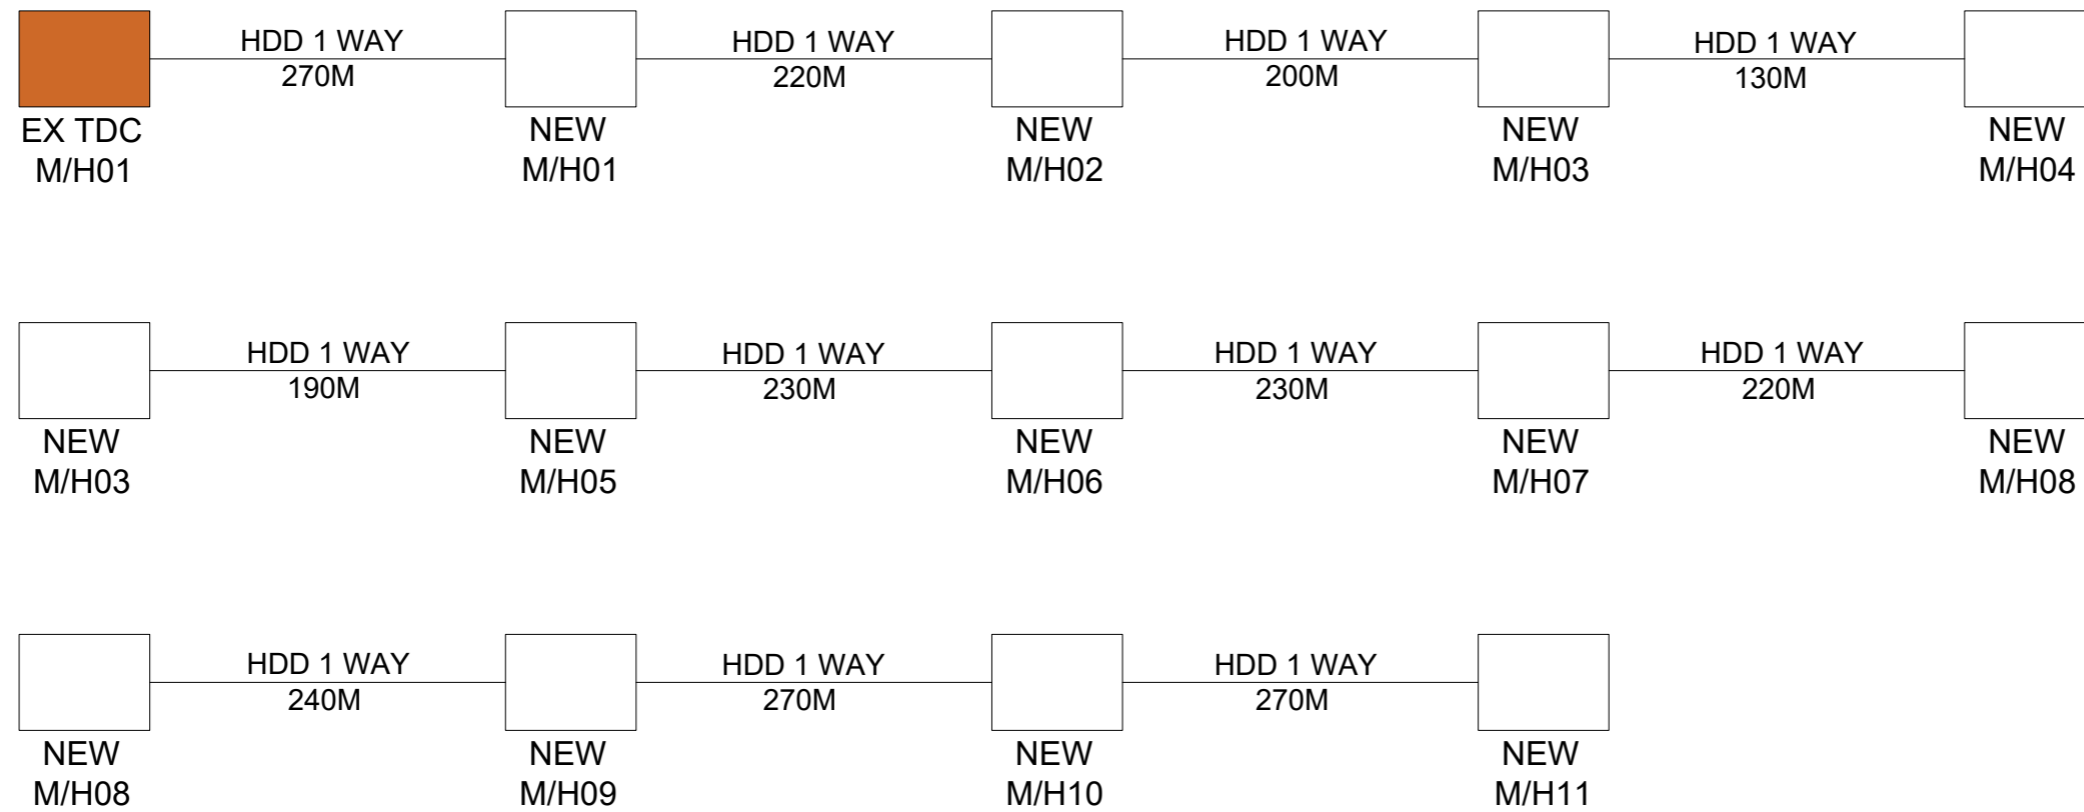 HDD 1 WAY
270M
HDD 1 WAY
220M
HDD 1 WAY
200M
HDD 1 WAY
130M
EX TDC
M/H01
NEW
M/H01
NEW
M/H02
NEW
M/H03
NEW
M/H04
HDD 1 WAY
190M
HDD 1 WAY
230M
HDD 1 WAY
230M
HDD 1 WAY
220M
NEW
M/H03
NEW
M/H05
NEW
M/H06
NEW
M/H07
NEW
M/H08
HDD 1 WAY
240M
HDD 1 WAY
270M
HDD 1 WAY
270M
NEW
M/H08
NEW
M/H09
NEW
M/H10
NEW
M/H11